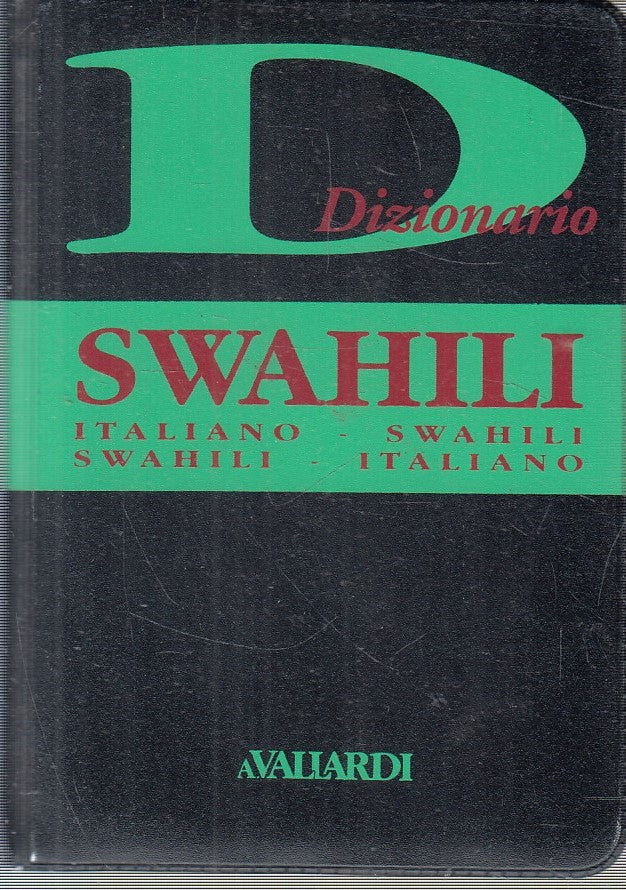 D
Dizionario
SWAHILI
ITALIANO - SWAHILI
SWAHILI - ITALIANO
A.VALLARDI